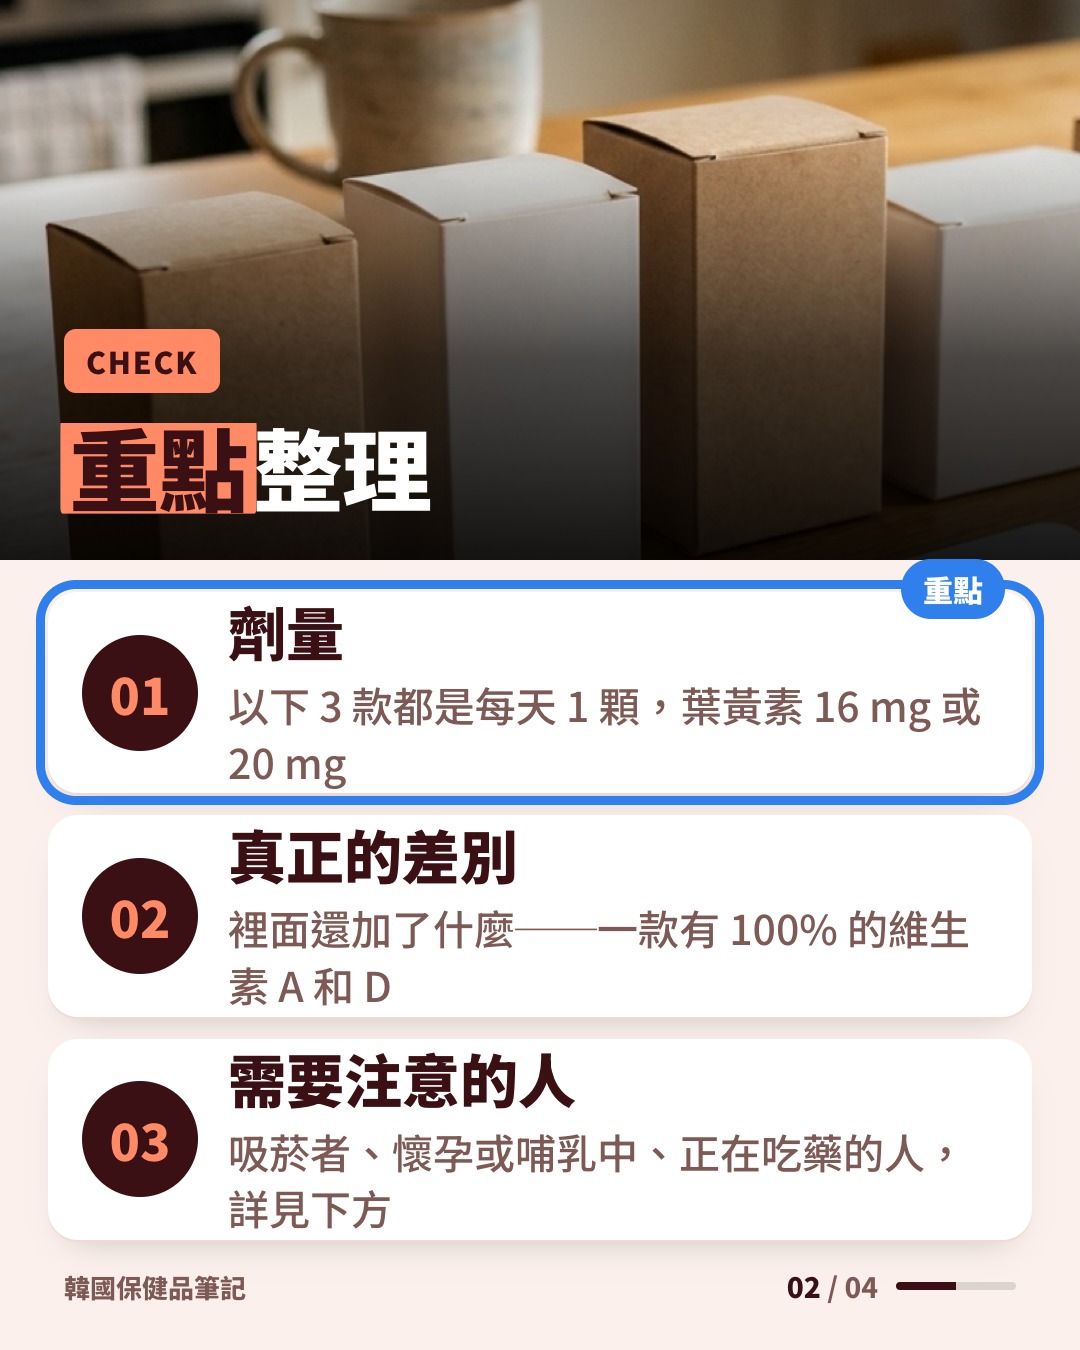 CHECK
重點整理
重點
01
劑量
以下 3 款都是每天 1 顆，葉黃素 16 mg 或
20 mg
02
真正的差別
裡面還加了什麼——一款有 100% 的維生
素 A 和 D
03
需要注意的人
吸菸者、懷孕或哺乳中、正在吃藥的人，
詳見下方
韓國保健品筆記
02 / 04